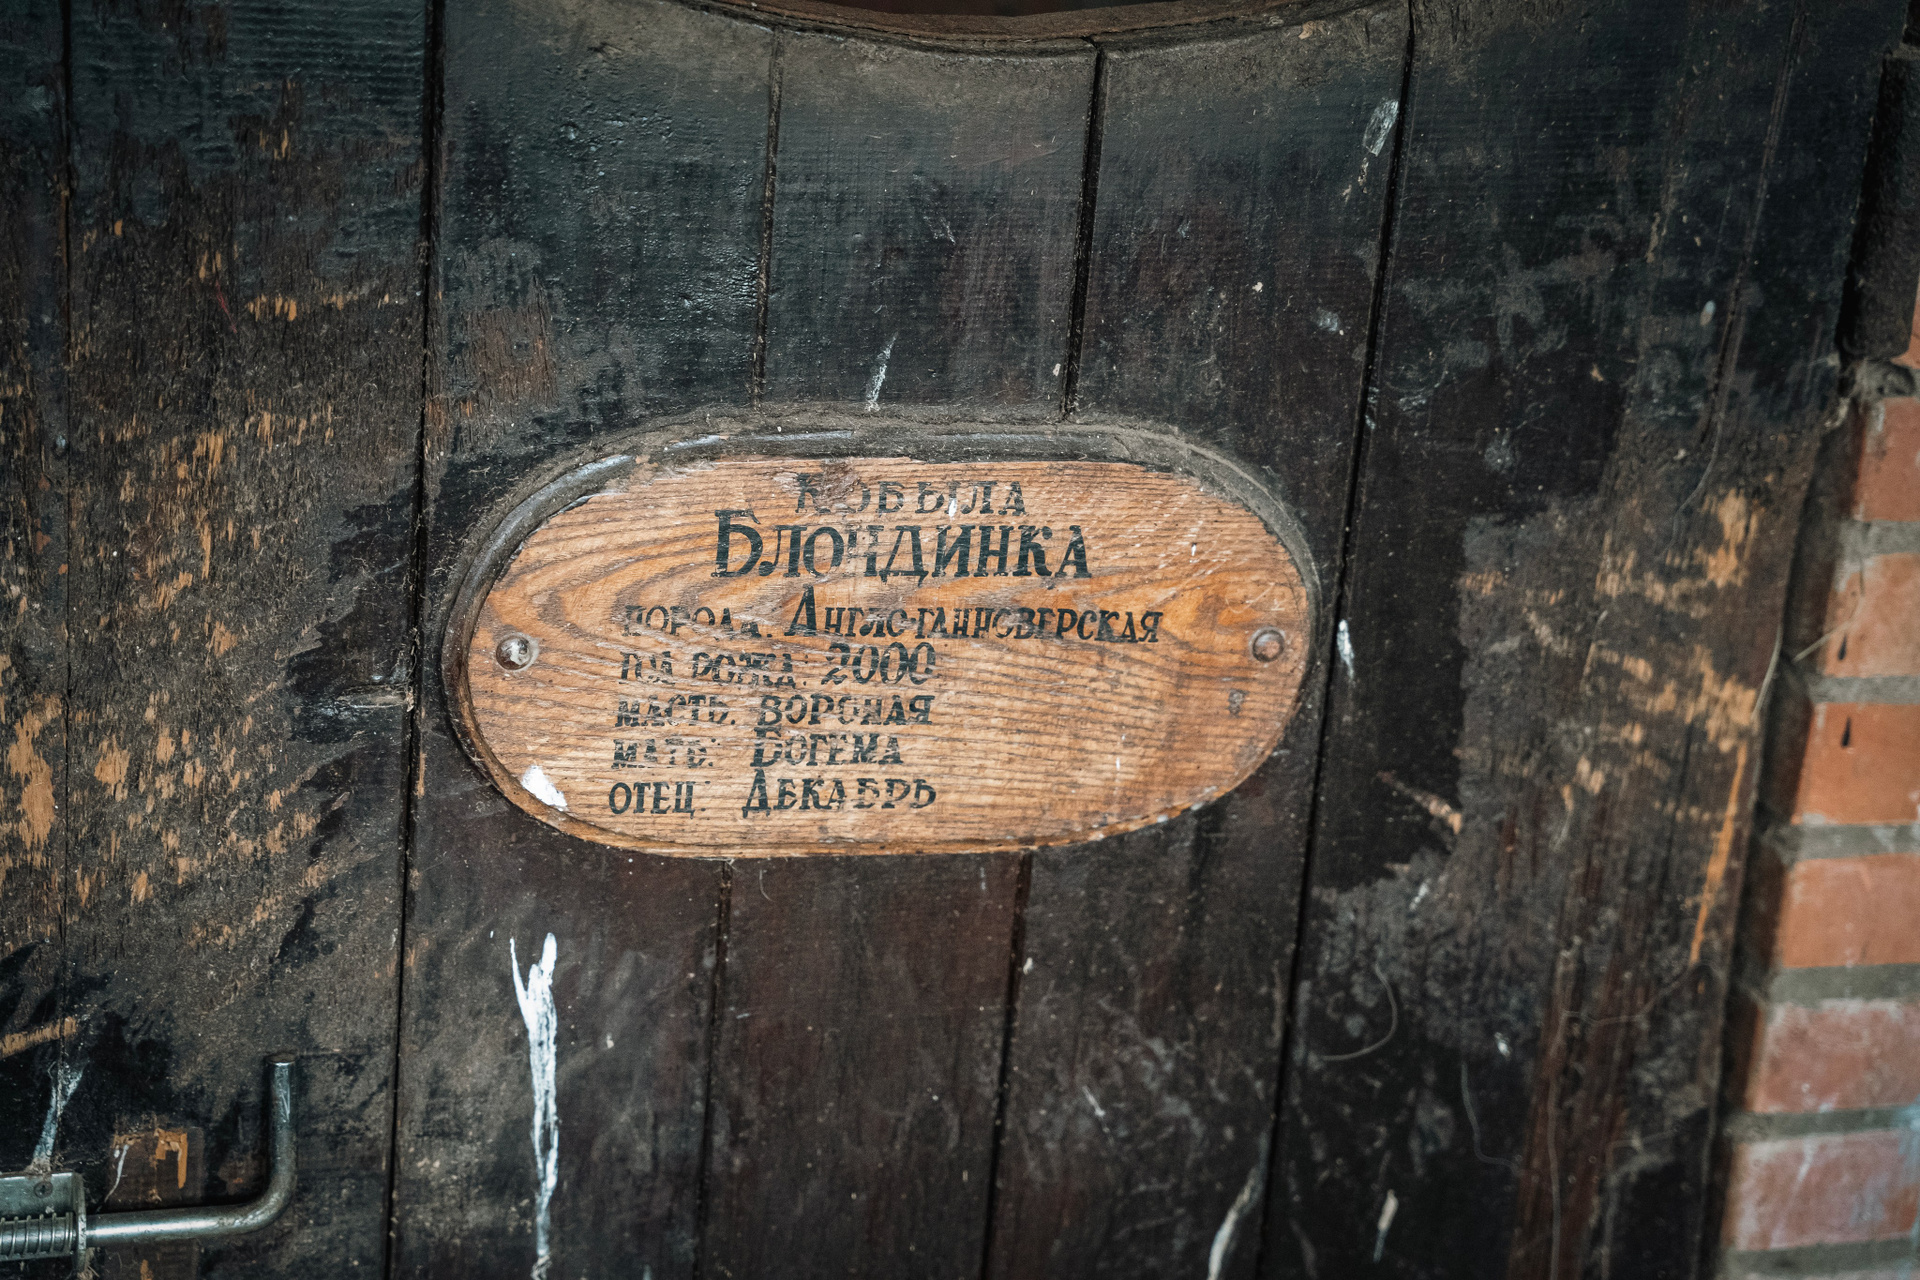 Кобыла
Блондинка
порода: Англо-ганноверская
год рожд: 2000
масть: вороная
мать: Богема
отец: Декабрь